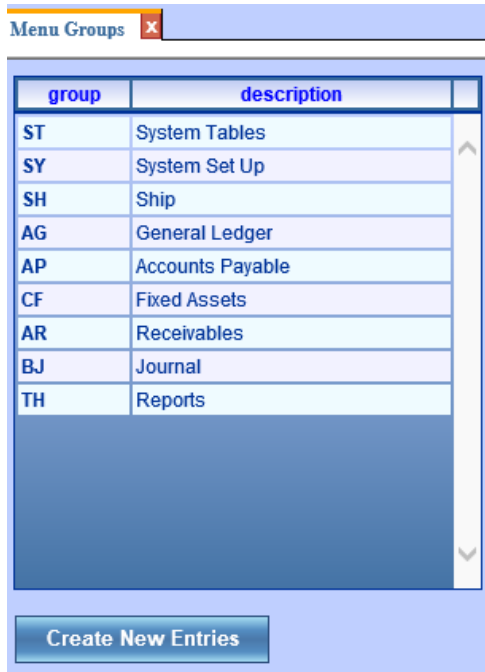 Menu Groups x
group description
ST System Tables
SY System Set Up
SH Ship
AG General Ledger
AP Accounts Payable
CF Fixed Assets
AR Receivables
BJ Journal
TH Reports
Create New Entries